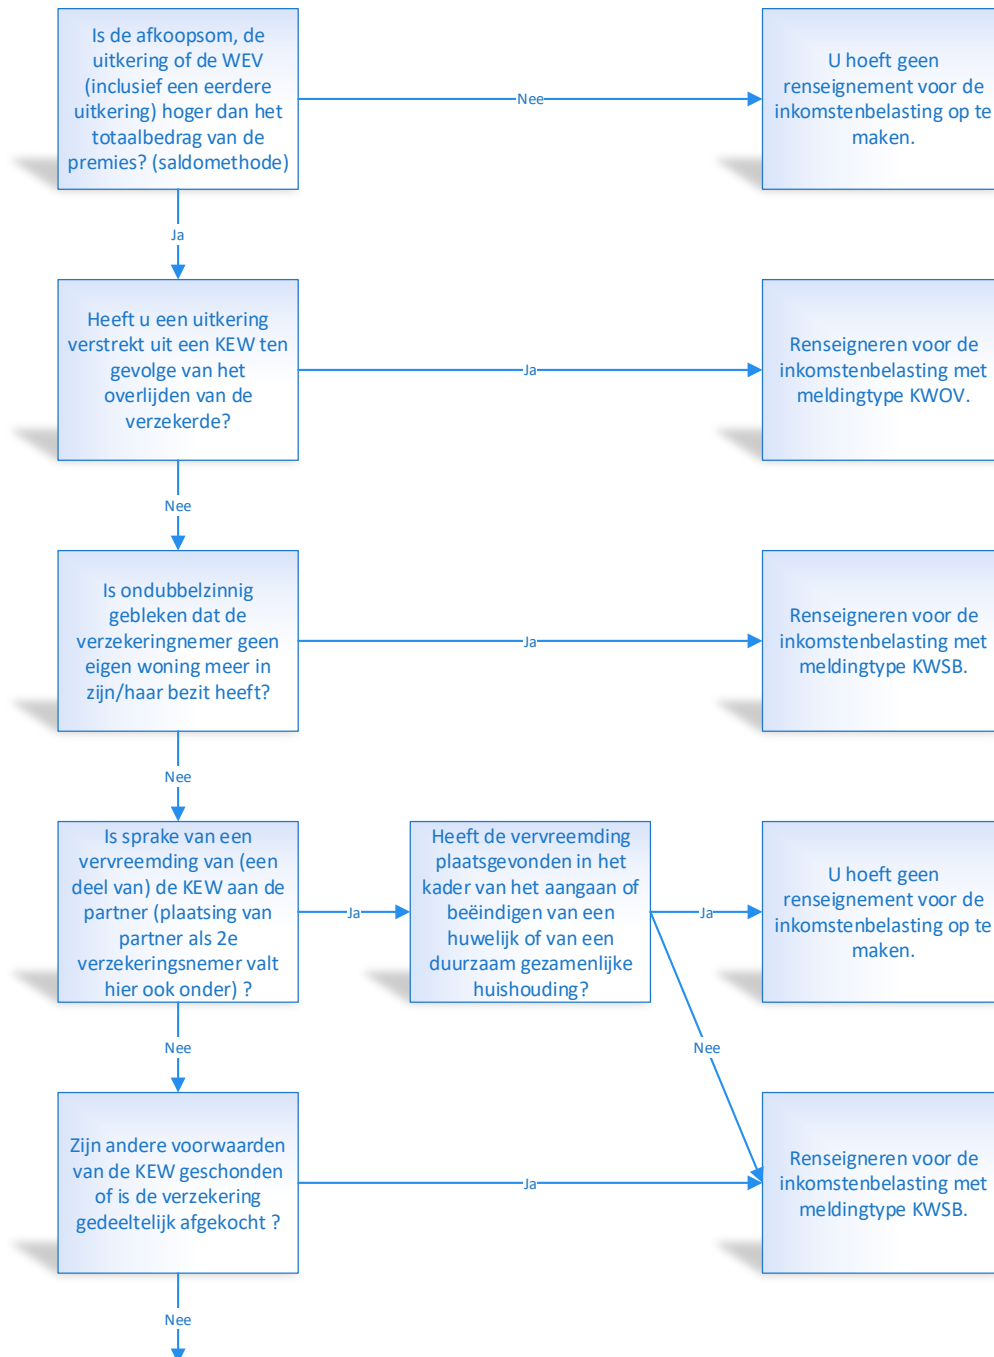 Is de afkoopsom, de
uitkering of de WEV
(inclusief een eerdere
uitkering) hoger dan het
totaalbedrag van de
premies? (saldomethode)
Nee
U hoeft geen
renseignement voor de
inkomstenbelasting op te
maken.
Ja
Heeft u een uitkering
verstrekt uit een KEW ten
gevolge van het
overlijden van de
verzekerde?
Ja
Renseigneren voor de
inkomstenbelasting met
meldingtype KWOV.
Nee
Is ondubbelzinnig
gebleken dat de
verzekeringnemer geen
eigen woning meer in
zijn/haar bezit heeft?
Ja
Renseigneren voor de
inkomstenbelasting met
meldingtype KWSB.
Nee
Is sprake van een
vervreemding van (een
deel van) de KEW aan de
partner (plaatsing van
partner als 2e
verzekeringsnemer valt
hier ook onder) ?
Ja
Heeft de vervreemding
plaatsgevonden in het
kader van het aangaan of
beëindigen van een
huwelijk of van een
duurzaam gezamenlijke
huishouding?
Ja
U hoeft geen
renseignement voor de
inkomstenbelasting op te
maken.
Nee
Nee
Zijn andere voorwaarden
van de KEW geschonden
of is de verzekering
gedeeltelijk afgekocht ?
Ja
Renseigneren voor de
inkomstenbelasting met
meldingtype KWSB.
Nee